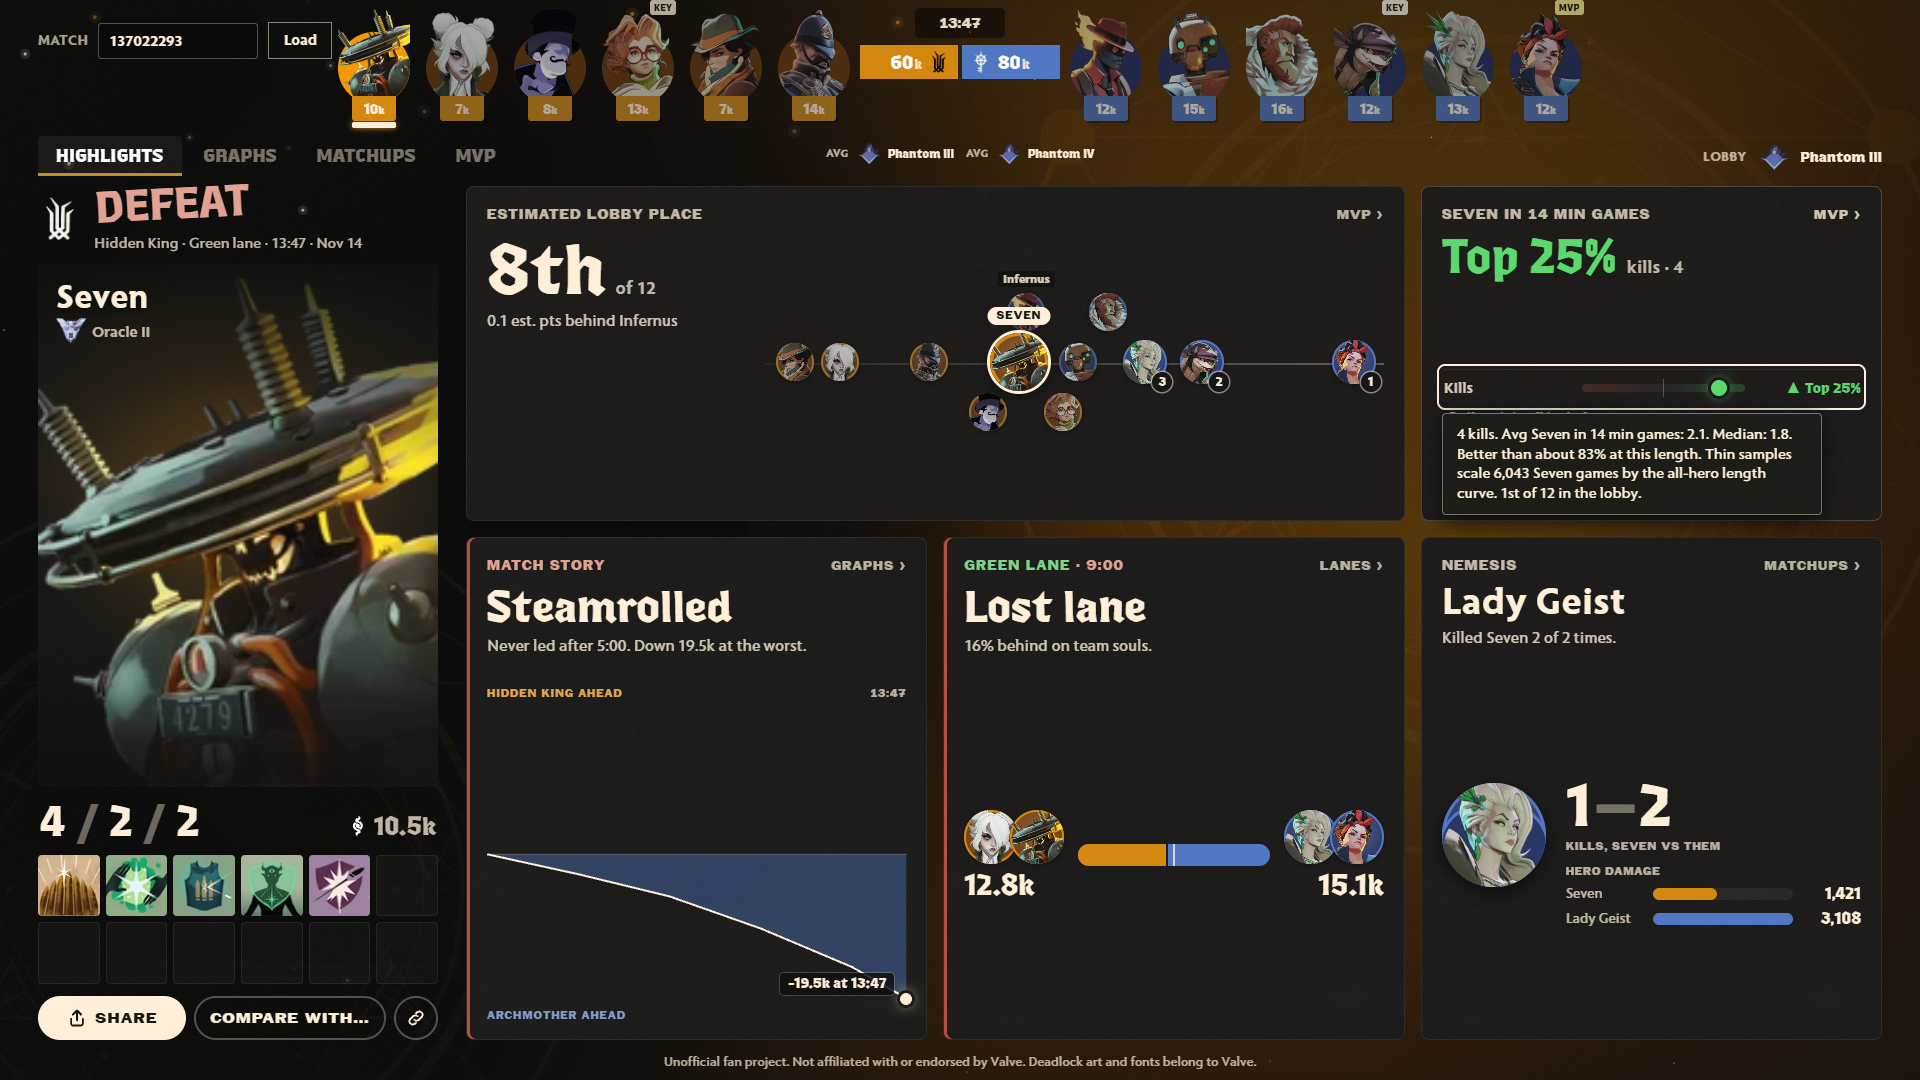 MATCH
137022293
Load
KEY
13:47
60k
80k
KEY
MVP
10k
7k
8k
13k
7k
14k
12k
15k
16k
12k
13k
12k
HIGHLIGHTS
GRAPHS
MATCHUPS
MVP
AVG Phantom III
AVG Phantom IV
LOBBY Phantom III
DEFEAT
Hidden King · Green lane · 13:47 · Nov 14
Seven
Oracle II
4279
4 / 2 / 2
10.5k
SHARE
COMPARE WITH...
ESTIMATED LOBBY PLACE
MVP ›
8th of 12
0.1 est. pts behind Infernus
Infernus
SEVEN
3
2
1
SEVEN IN 14 MIN GAMES
MVP ›
Top 25% kills · 4
Kills
▲ Top 25%
4 kills. Avg Seven in 14 min games: 2.1. Median: 1.8.
Better than about 83% at this length. Thin samples
scale 6,043 Seven games by the all-hero length
curve. 1st of 12 in the lobby.
MATCH STORY
GRAPHS ›
Steamrolled
Never led after 5:00. Down 19.5k at the worst.
HIDDEN KING AHEAD
13:47
-19.5k at 13:47
ARCHMOTHER AHEAD
GREEN LANE · 9:00
LANES ›
Lost lane
16% behind on team souls.
12.8k
15.1k
NEMESIS
MATCHUPS ›
Lady Geist
Killed Seven 2 of 2 times.
1—2
KILLS, SEVEN VS THEM
HERO DAMAGE
Seven 1,421
Lady Geist 3,108
Unofficial fan project. Not affiliated with or endorsed by Valve. Deadlock art and fonts belong to Valve.